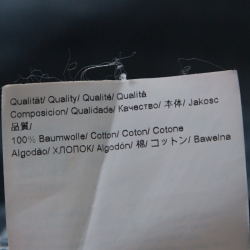 Qualität/ Quality/ Qualité/ Qualità
Composicion/ Qualidade/ Качество/ 本体/ Jakosc
品質/
100% Baumwolle/ Cotton/ Coton/ Cotone
Algodão/ ХЛОПОК/ Algodón/ 棉/ コットン/ Bawelna